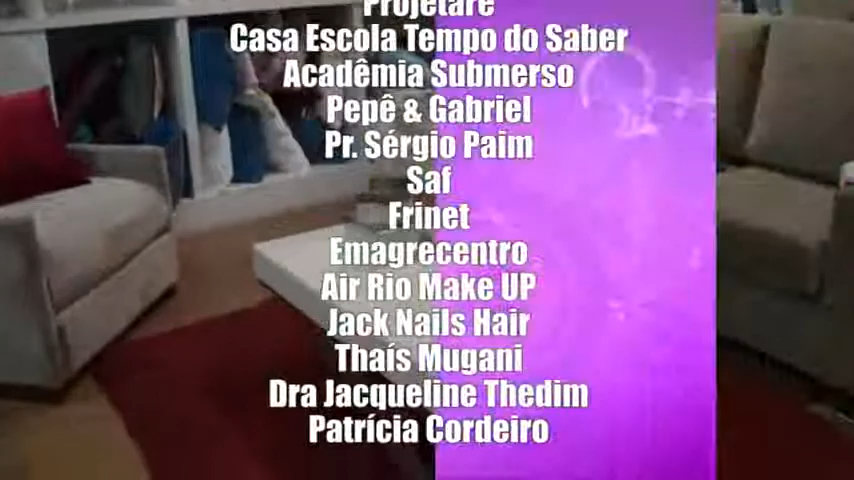 Projetare
Casa Escola Tempo do Saber
Acadêmia Submerso
Pepê & Gabriel
Pr. Sérgio Paim
Saf
Frinet
Emagrecentro
Air Rio Make UP
Jack Nails Hair
Thaís Mugani
Dra Jacqueline Thedim
Patrícia Cordeiro